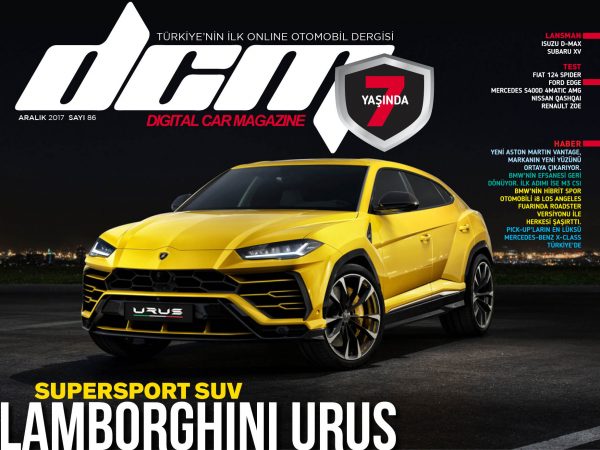 TÜRKİYE'NİN İLK ONLINE OTOMOBİL DERGİSİ
dcm
ARALIK 2017 SAYI 86
DIGITAL CAR MAGAZINE
7
YAŞINDA
LANSMAN
ISUZU D-MAX
SUBARU XV
TEST
FIAT 124 SPIDER
FORD EDGE
MERCEDES S400D 4MATIC AMG
NISSAN QASHQAI
RENAULT ZOE
HABER
YENİ ASTON MARTIN VANTAGE,
MARKANIN YENİ YÜZÜNÜ
ORTAYA ÇIKARIYOR.
BMW'NİN EFSANESİ GERİ
DÖNÜYOR. İLK ADIMI İSE M3 CSI
BMW'NİN HİBRİT SPOR
OTOMOBİLİ i8 LOS ANGELES
FUARINDA ROADSTER
VERSİYONU İLE
HERKESİ ŞAŞIRTTI.
PICK-UP'LARIN EN LÜKSÜ
MERCEDES-BENZ X-CLASS
TÜRKİYE'DE
URUS
SUPERSPORT SUV
LAMBORGHINI URUS